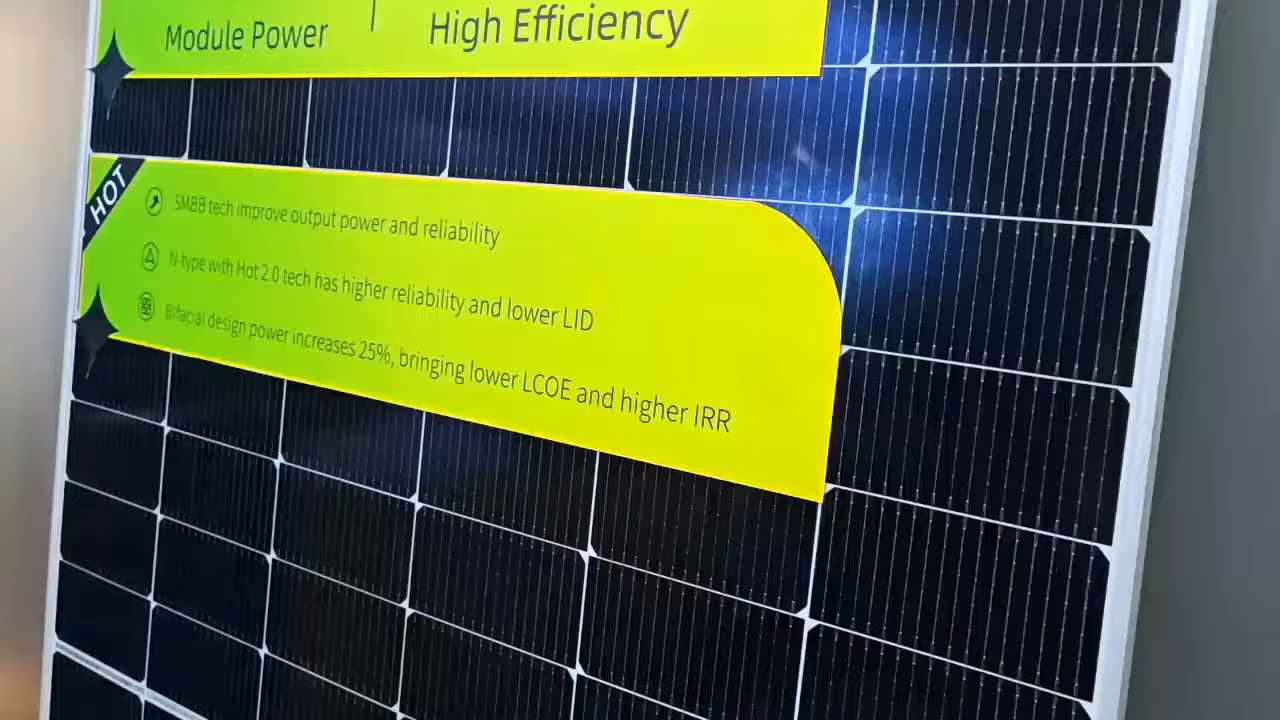 Module Power | High Efficiency
HOT
SMBB tech improve output power and reliability
N-type with Hot 2.0 tech has higher reliability and lower LID
Bifacial design power increases 25%, bringing lower LCOE and higher IRR